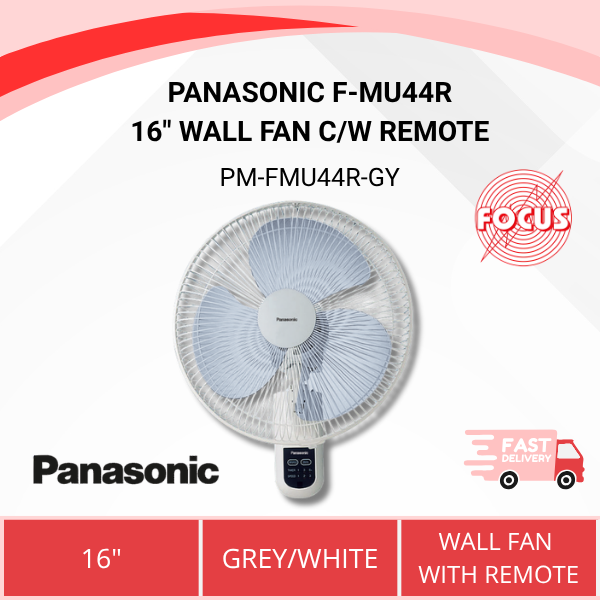 PANASONIC F-MU44R
16" WALL FAN C/W REMOTE
PM-FMU44R-GY
FOCUS
Panasonic
Panasonic
FAST
DELIVERY
16"
GREY/WHITE
WALL FAN
WITH REMOTE